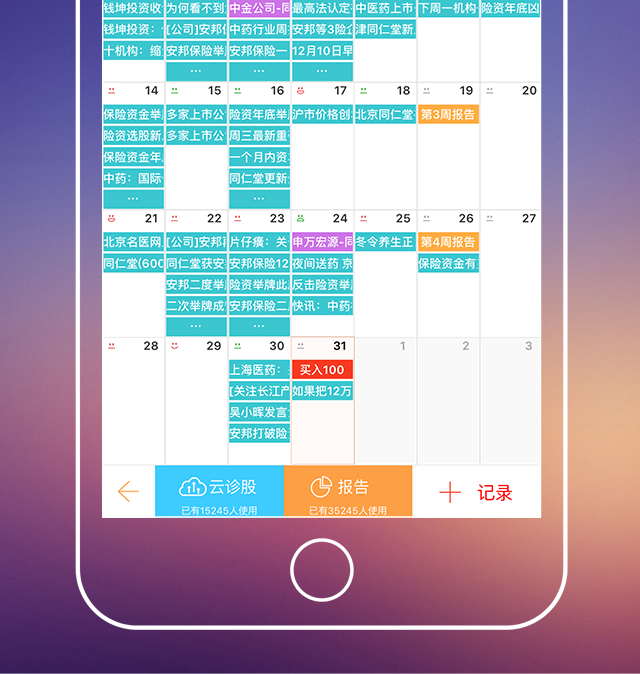 钱坤投资收 为何看不到 中金公司-同 最高法认定 中医药上市 下周一机构 险资年底凶
钱坤投资: [公司]安邦 中药行业周 安邦等3险企 津同仁堂新
十机构: 缩 安邦保险举 安邦保险一 12月10日早
... ...
14 15 16 17 18 19 20
保险资金举 多家上市公 险资年底举 沪市价格创 北京同仁堂 第3周报告
险资选股新 多家上市公 周三最新重
保险资金年 一个月内资
中药: 国际 同仁堂更新
... ...
21 22 23 24 25 26 27
北京名医网 [公司]安邦 片仔癀: 关 申万宏源-同 冬令养生正 第4周报告
同仁堂(600 同仁堂获安 安邦保险12 夜间送药 京 保险资金有
安邦二度举 险资举牌此 反击险资举
二次举牌成 安邦保险二 快讯: 中药
... ...
28 29 30 31 1 2 3
上海医药: 买入100
[关注长江产 如果把12万
吴小晖发言
安邦打破险
云诊股 报告 记录
已有15245人使用 已有35245人使用